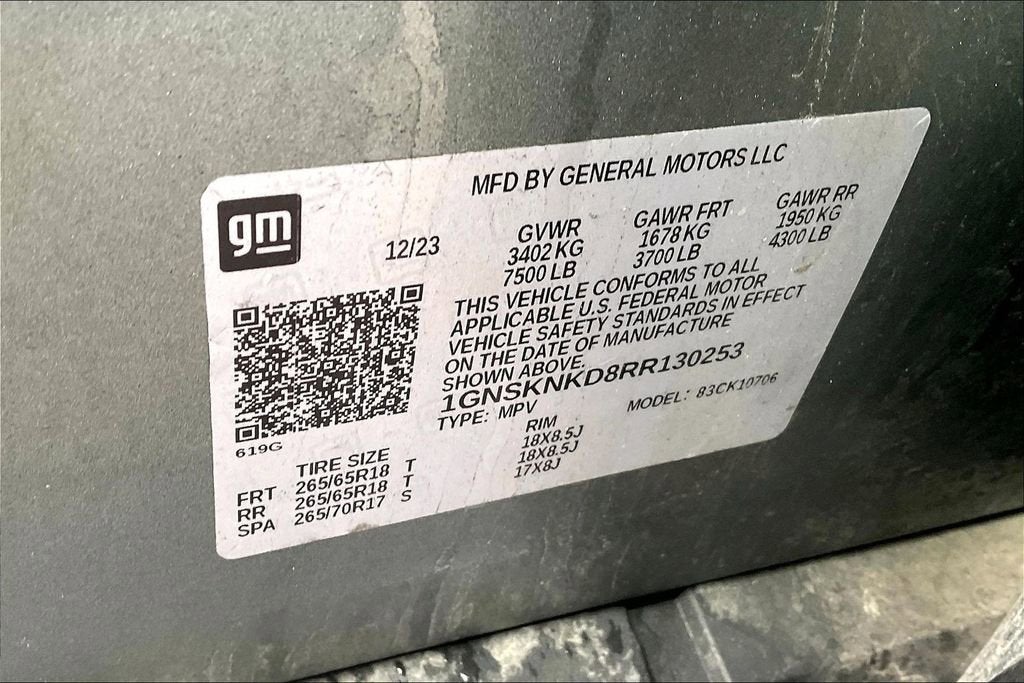 MFD BY GENERAL MOTORS LLC
gm
12/23
GVWR GAWR FRT GAWR RR
3402 KG 1678 KG 1950 KG
7500 LB 3700 LB 4300 LB
THIS VEHICLE CONFORMS TO ALL
APPLICABLE U.S. FEDERAL MOTOR
VEHICLE SAFETY STANDARDS IN EFFECT
ON THE DATE OF MANUFACTURE
SHOWN ABOVE.
1GNSKNKD8RR130253
TYPE: MPV MODEL: 83CK10706
619G
TIRE SIZE RIM
FRT 265/65R18 T 18X8.5J
RR 265/65R18 T 18X8.5J
SPA 265/70R17 S 17X8J